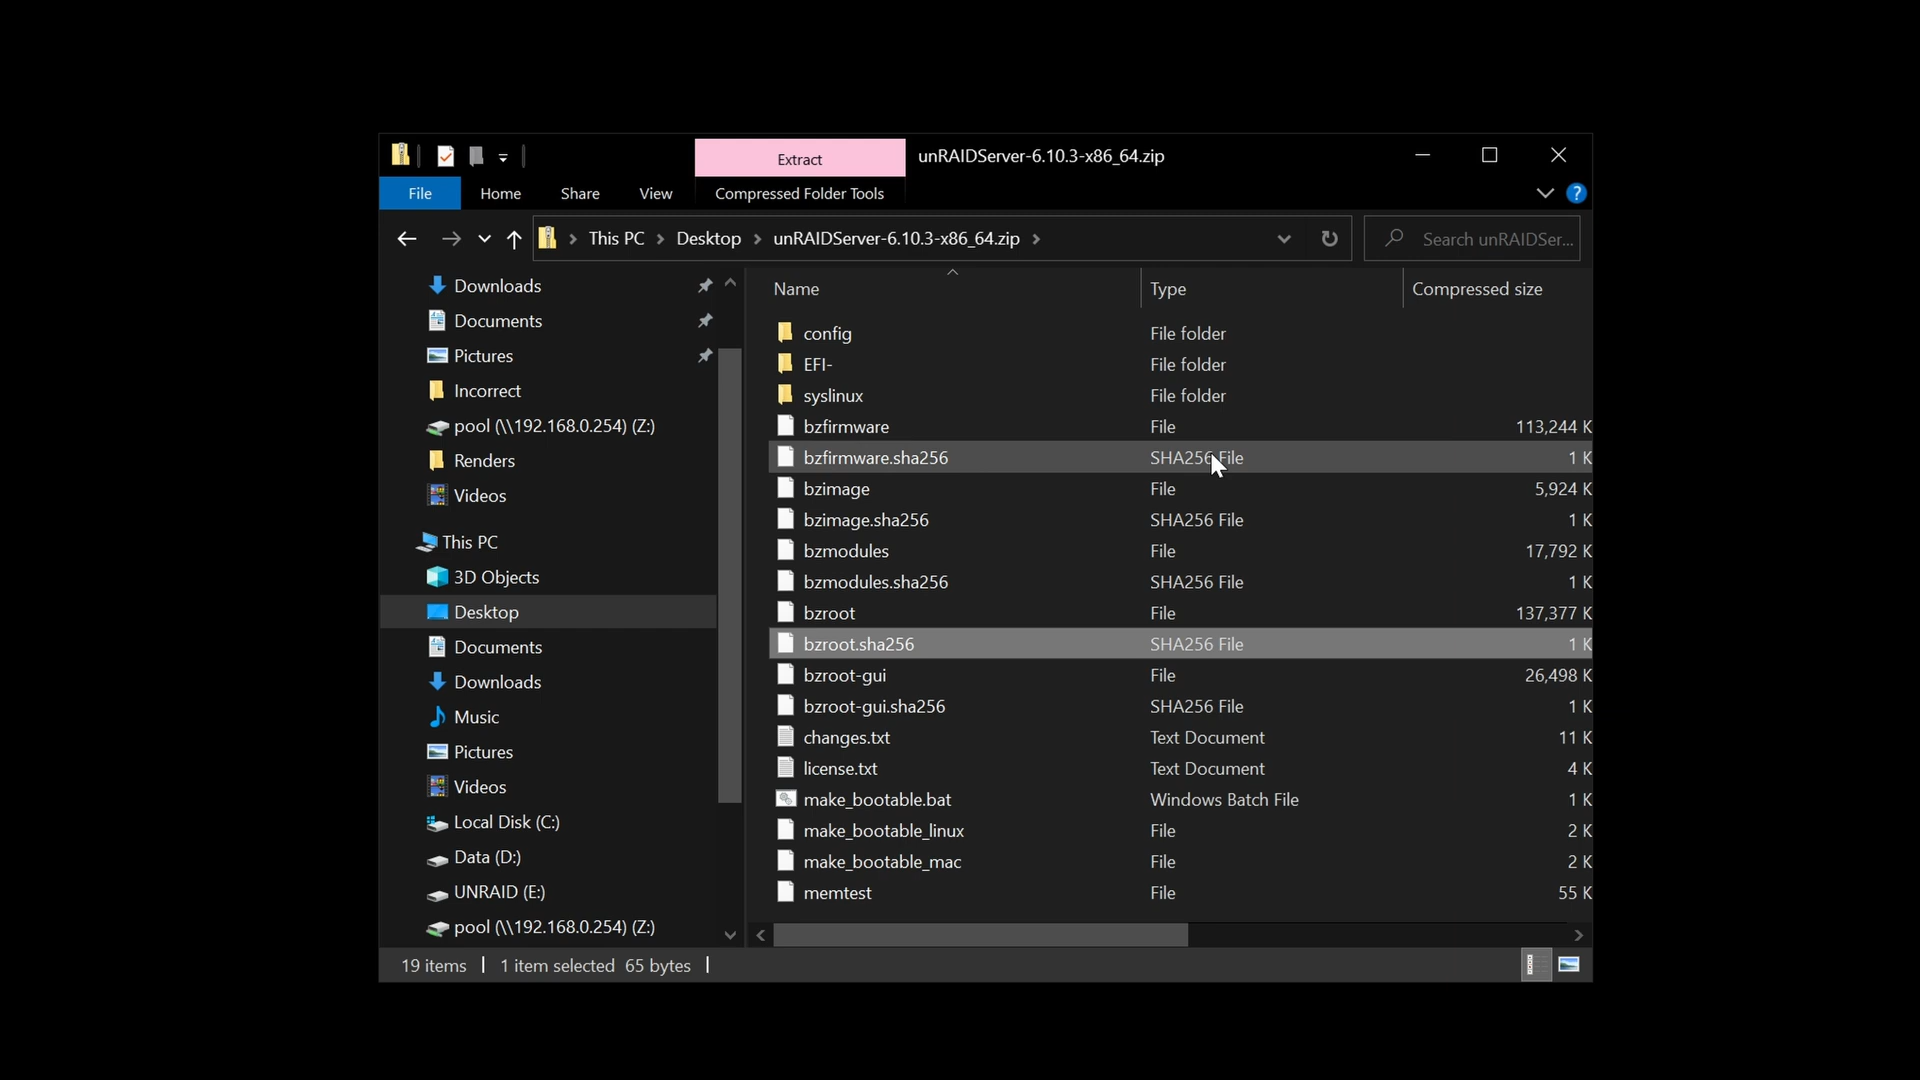 Extract
unRAIDServer-6.10.3-x86_64.zip
File
Home
Share
View
Compressed Folder Tools
?
This PC
Desktop
unRAIDServer-6.10.3-x86_64.zip
Search unRAIDSer...
Downloads
Documents
Pictures
Incorrect
pool (\\192.168.0.254) (Z:)
Renders
Videos
This PC
3D Objects
Desktop
Documents
Downloads
Music
Pictures
Videos
Local Disk (C:)
Data (D:)
UNRAID (E:)
pool (\\192.168.0.254) (Z:)
Name Type Compressed size
config File folder
EFI- File folder
syslinux File folder
bzfirmware File 113,244 K
bzfirmware.sha256 SHA256 File 1 K
bzimage File 5,924 K
bzimage.sha256 SHA256 File 1 K
bzmodules File 17,792 K
bzmodules.sha256 SHA256 File 1 K
bzroot File 137,377 K
bzroot.sha256 SHA256 File 1 K
bzroot-gui File 26,498 K
bzroot-gui.sha256 SHA256 File 1 K
changes.txt Text Document 11 K
license.txt Text Document 4 K
make_bootable.bat Windows Batch File 1 K
make_bootable_linux File 2 K
make_bootable_mac File 2 K
memtest File 55 K
19 items 1 item selected 65 bytes